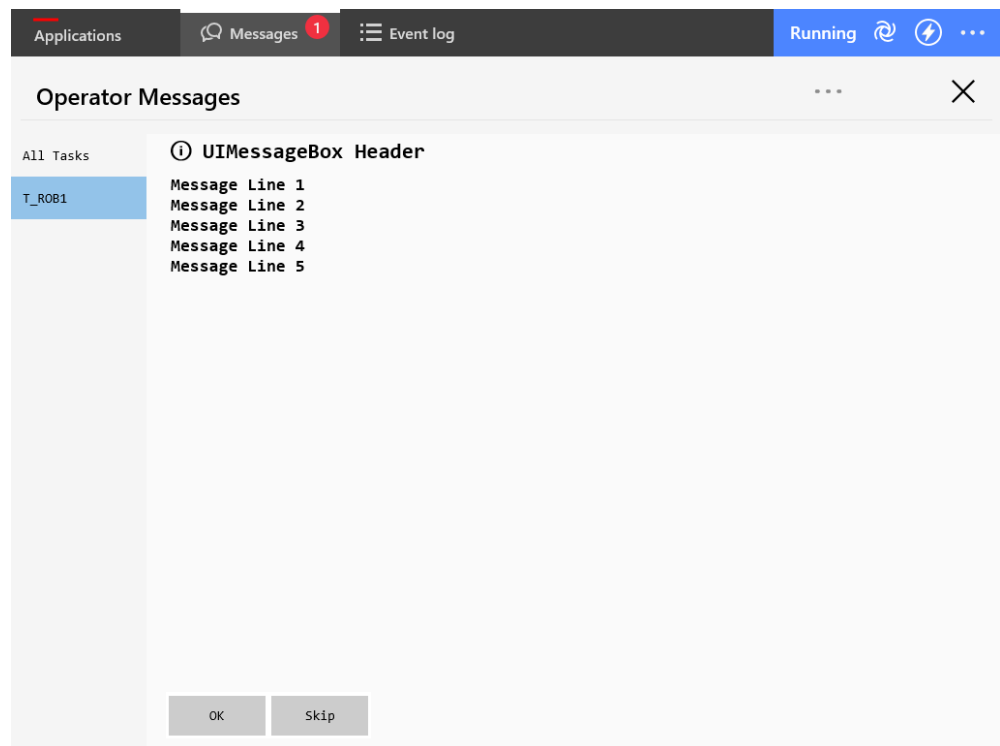 Applications Messages 1 Event log Running
Operator Messages
All Tasks
T_ROB1
UIMessageBox Header
Message Line 1
Message Line 2
Message Line 3
Message Line 4
Message Line 5
OK Skip